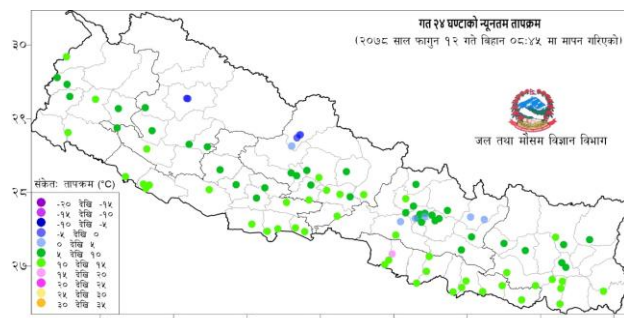 गत २४ घण्टाको न्यूनतम तापक्रम
(२०७८ साल फागुन १२ गते बिहान ०८:४५ मा मापन गरिएको)
जल तथा मौसम विज्ञान विभाग
३०
२९
२८
२७
संकेतः तापक्रम (°C)
-२० देखि -१५
-१५ देखि -१०
-१० देखि -५
-५ देखि ०
० देखि ५
५ देखि १०
१० देखि १५
१५ देखि २०
२० देखि २५
२५ देखि ३०
३० देखि ३५